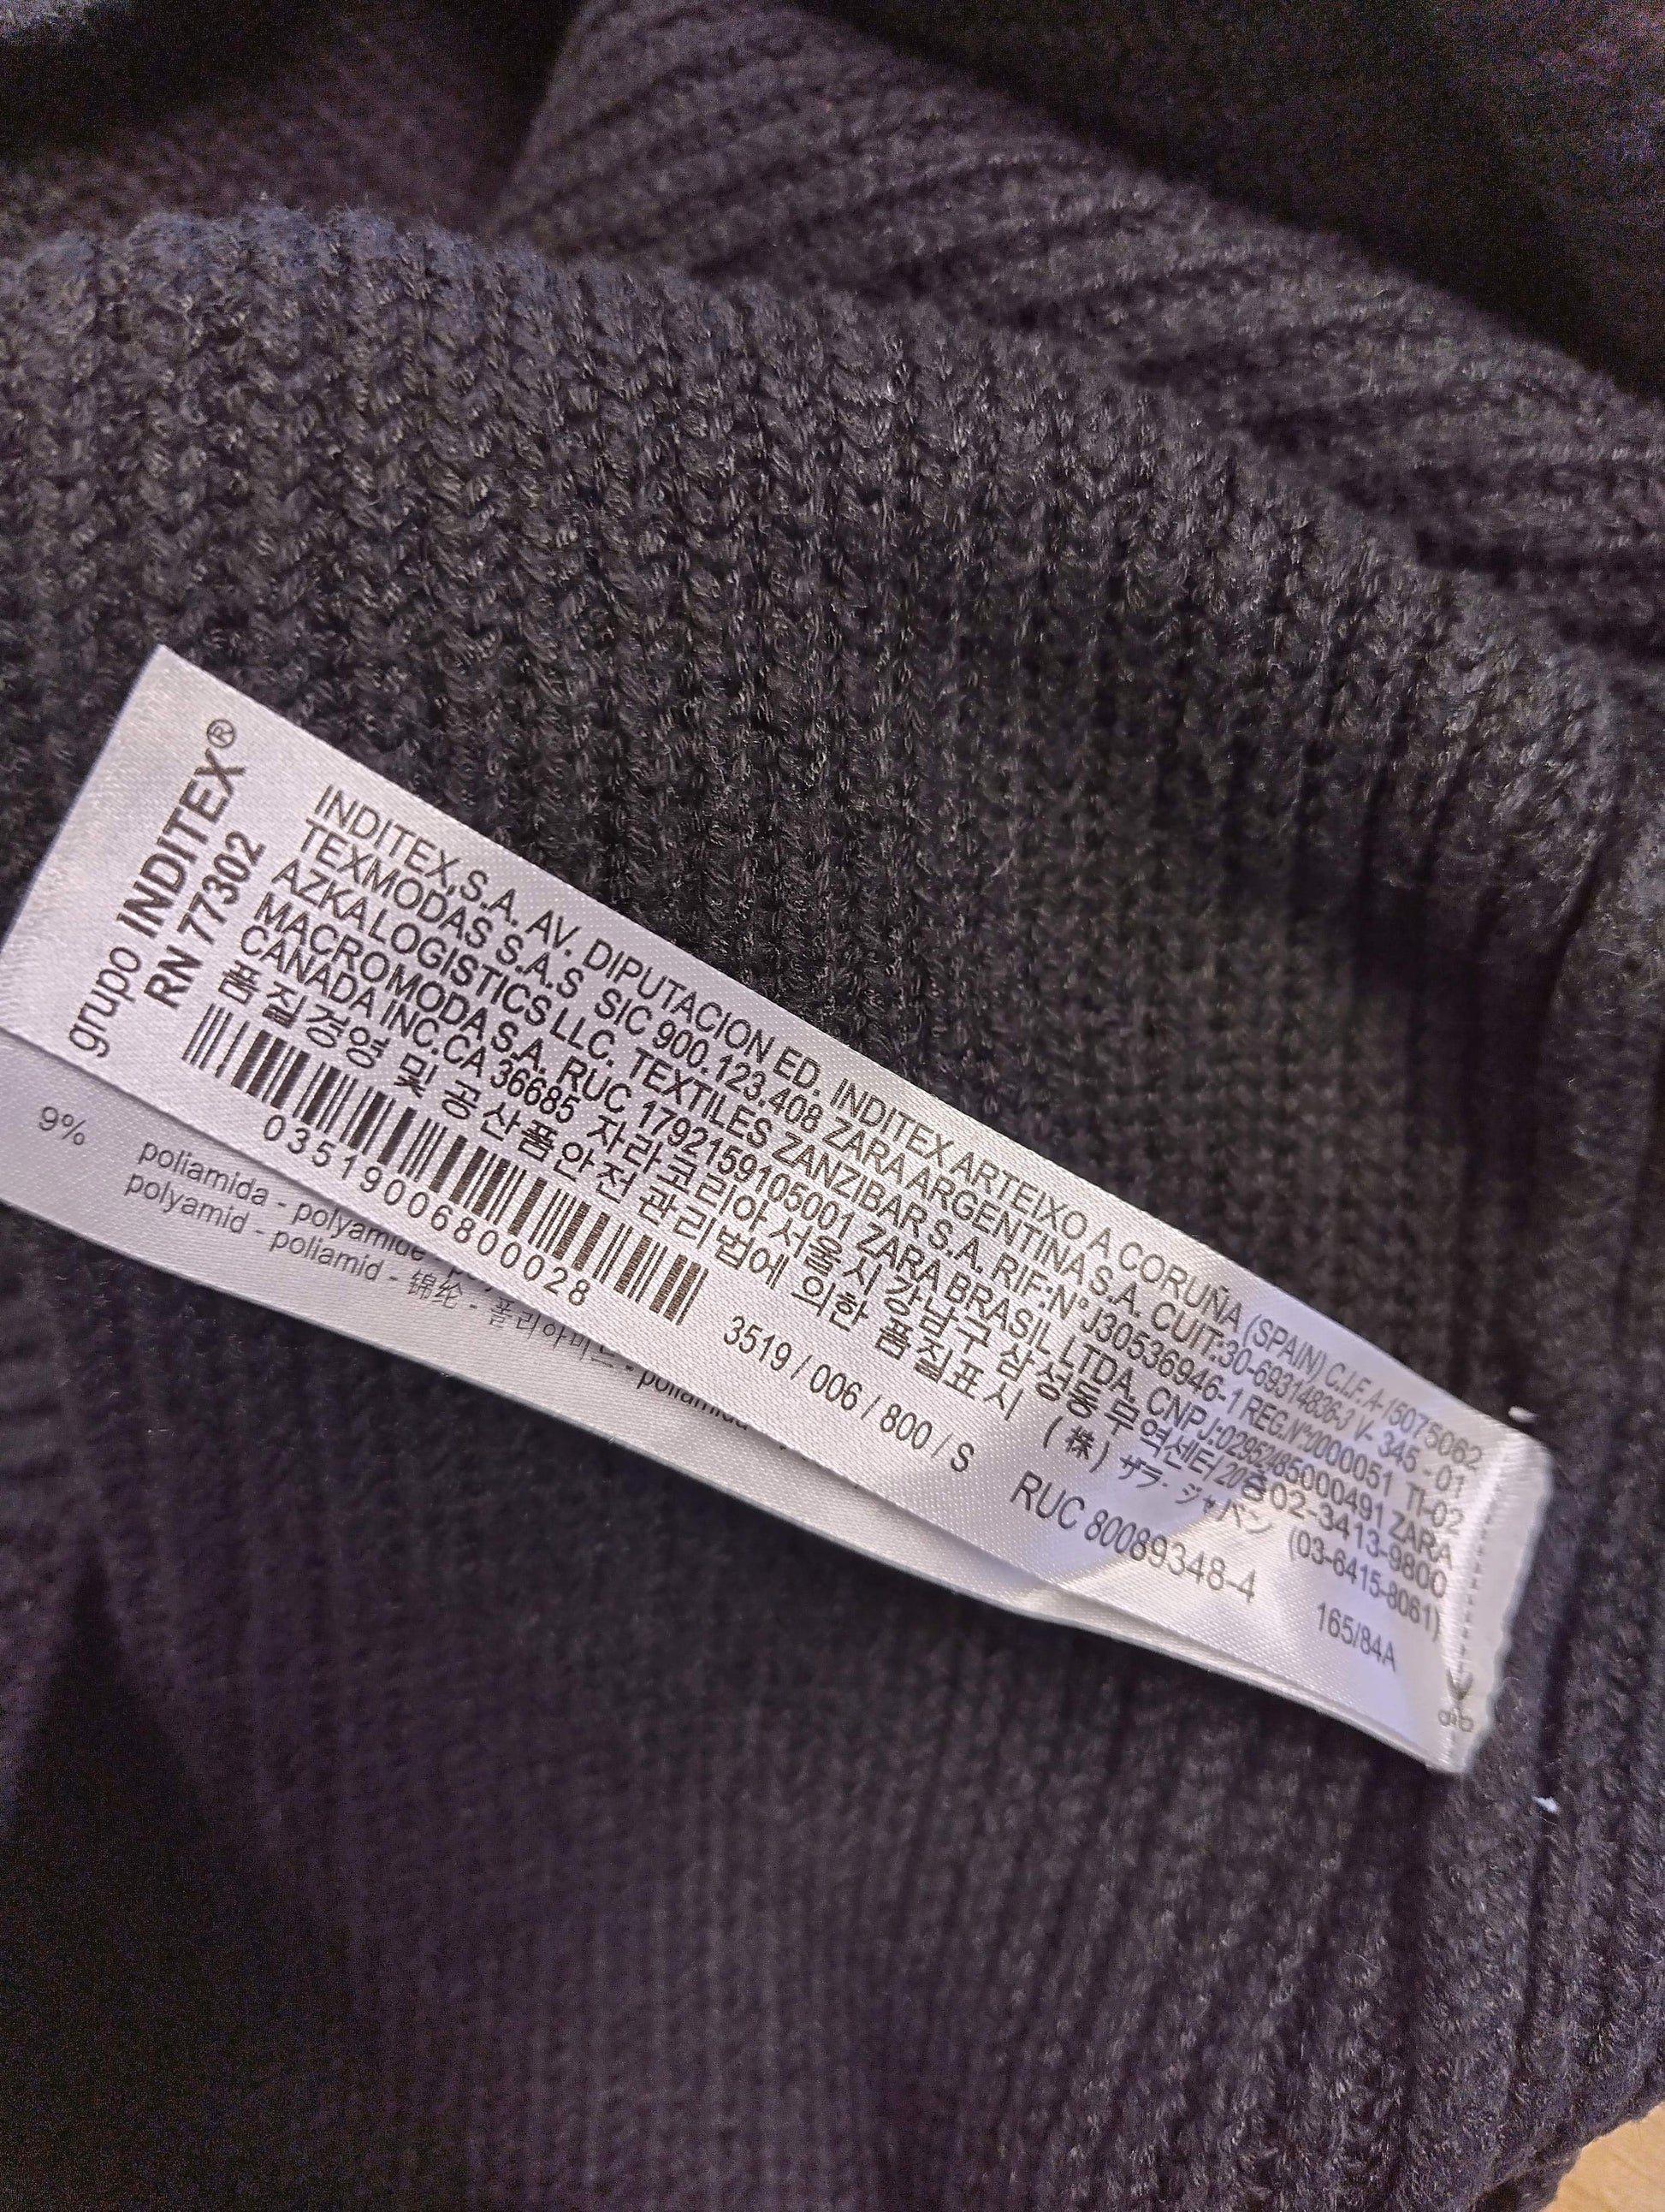 grupo INDITEX®
RN 77302
INDITEX,S.A. AV. DIPUTACION ED. INDITEX ARTEIXO A CORUÑA (SPAIN) C.I.F. A-15075062
TEXMODAS S.A.S SIC 900.123.408 ZARA ARGENTINA S.A. CUIT:30-69314836-3 V- 345 - 01
AZKA LOGISTICS LLC. TEXTILES ZANZIBAR S.A. RIF:N° J30536946-1 REG.N°:0000051 TI-02
MACROMODA S.A. RUC 1792159105001 ZARA BRASIL LTDA. CNPJ:02952485000491 ZARA
CANADA INC.CA 36685 자라코리아 서울시 강남구 삼성동 무역센터 20층 02-3413-9800
품질경영 및 공산품안전 관리법에 의한 품질표시 (株) ザラ・ジャパン (03-6415-8061)
03519006800028
3519 / 006 / 800 / S
RUC 80089348-4
165/84A
9%
poliamida - polyamide
polyamid - poliamid - 锦纶 - 폴리아미드 - poliamida